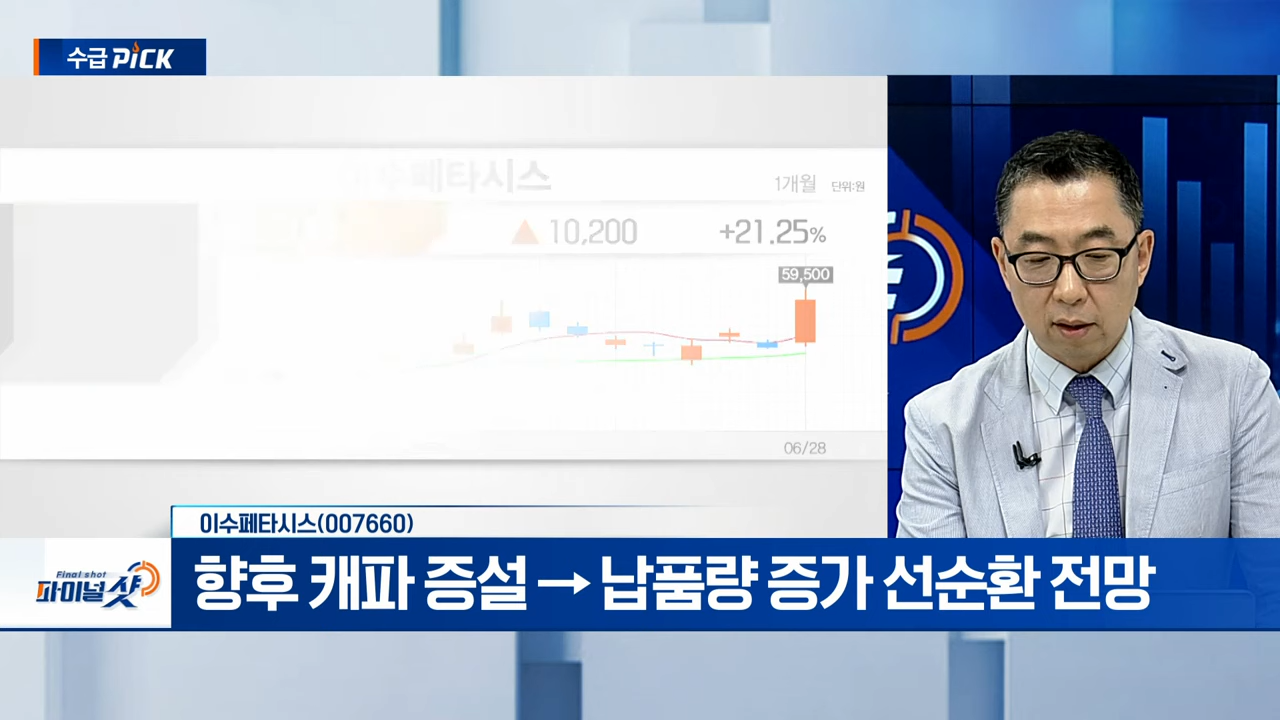 수급 PiCK
이수페타시스
1개월 단위:원
▲ 10,200 +21.25%
59,500
06/28
이수페타시스(007660)
Final shot
파이널샷
향후 캐파 증설 → 납품량 증가 선순환 전망